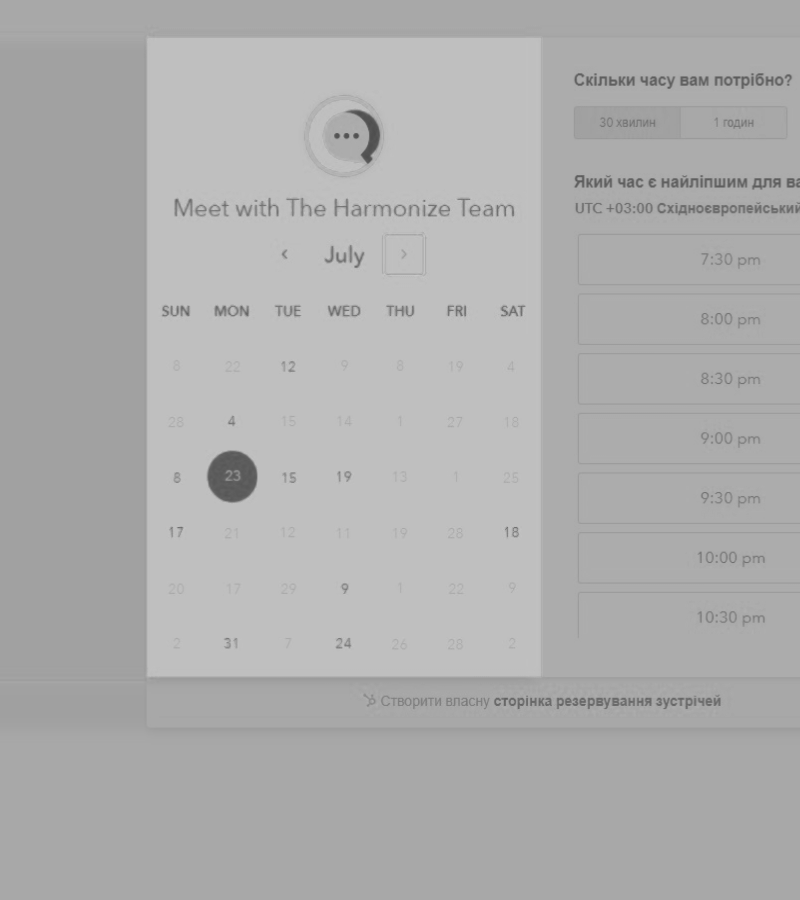 Meet with The Harmonize Team
July
SUN MON TUE WED THU FRI SAT
8 22 12 9 8 19 4
28 4 15 14 1 27 18
8 23 15 19 13 1 25
17 21 12 11 19 28 18
20 17 29 9 1 22 9
2 31 7 24 26 28 2
Скільки часу вам потрібно?
30 хвилин 1 годин
Який час є найліпшим для ва
UTC +03:00 Східноєвропейський
7:30 pm
8:00 pm
8:30 pm
9:00 pm
9:30 pm
10:00 pm
10:30 pm
Створити власну сторінка резервування зустрічей